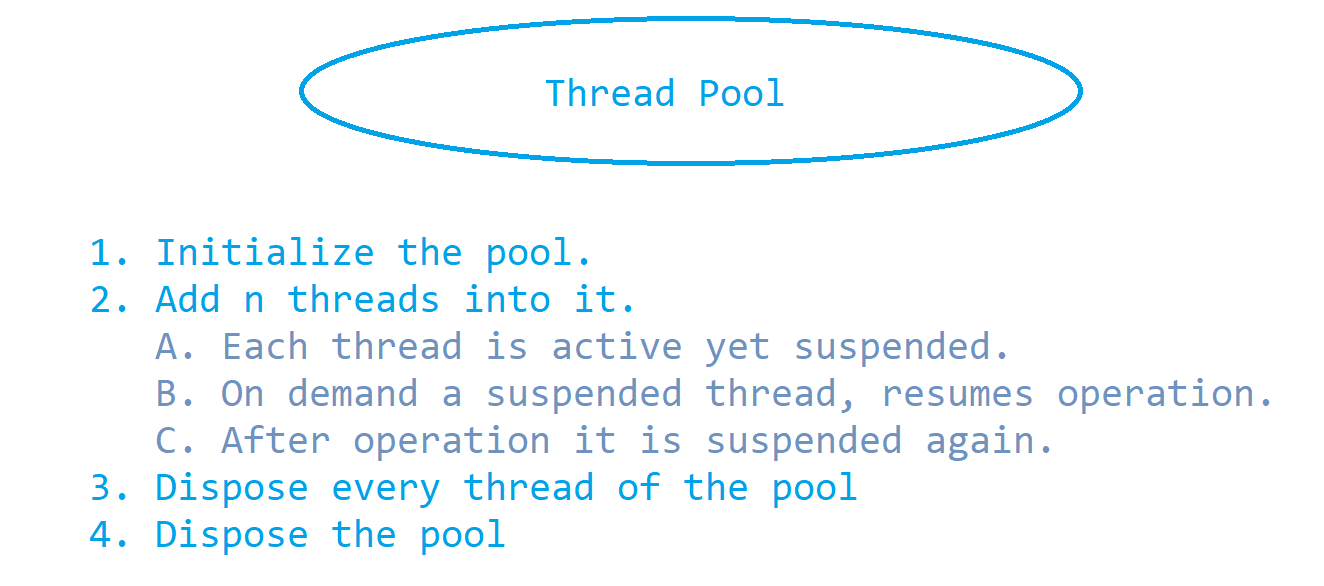 Thread Pool
1. Initialize the pool.
2. Add n threads into it.
A. Each thread is active yet suspended.
B. On demand a suspended thread, resumes operation.
C. After operation it is suspended again.
3. Dispose every thread of the pool
4. Dispose the pool